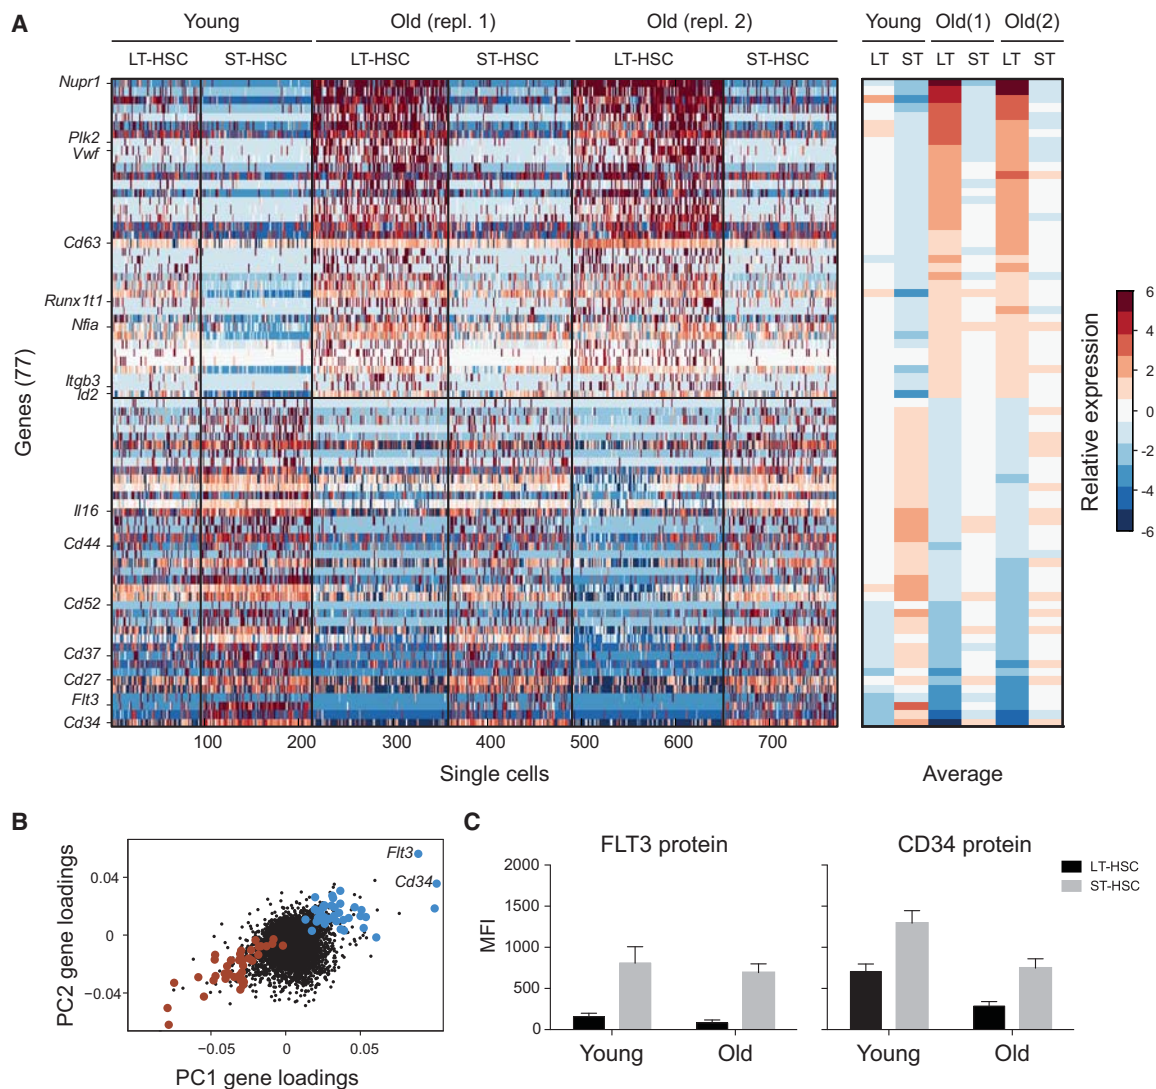 A
Young
Old (repl. 1)
Old (repl. 2)
LT-HSC
ST-HSC
LT-HSC
ST-HSC
LT-HSC
ST-HSC
Young
Old(1)
Old(2)
LT
ST
LT
ST
LT
ST
Genes (77)
Nupr1
Plk2
Vwf
Cd63
Runx1t1
Nfia
Itgb3
Id2
Il16
Cd44
Cd52
Cd37
Cd27
Flt3
Cd34
100
200
300
400
500
600
700
Single cells
Average
Relative expression
6
4
2
0
-2
-4
-6
B
PC2 gene loadings
0.04
0
−0.04
Flt3
Cd34
−0.05
0
0.05
PC1 gene loadings
C
FLT3 protein
CD34 protein
MFI
2000
1500
1000
500
0
Young
Old
Young
Old
LT-HSC
ST-HSC